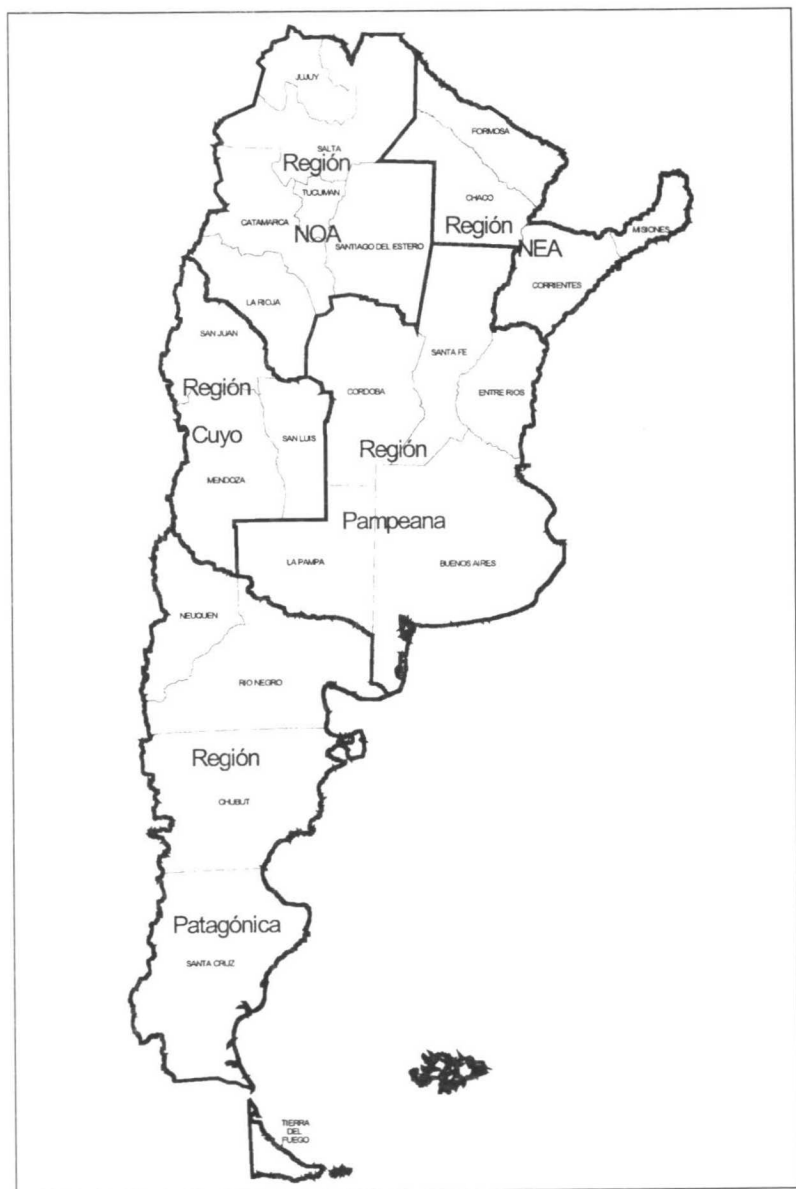 JUJUY
FORMOSA
SALTA
Región
TUCUMAN
CHACO
CATAMARCA
NOA
SANTIAGO DEL ESTERO
Región
NEA
MISIONES
CORRIENTES
LA RIOJA
SAN JUAN
SANTA FE
Región
CORDOBA
ENTRE RIOS
Cuyo
SAN LUIS
Región
MENDOZA
Pampeana
LA PAMPA
BUENOS AIRES
NEUQUEN
RIO NEGRO
Región
CHUBUT
Patagónica
SANTA CRUZ
TIERRA
DEL
FUEGO